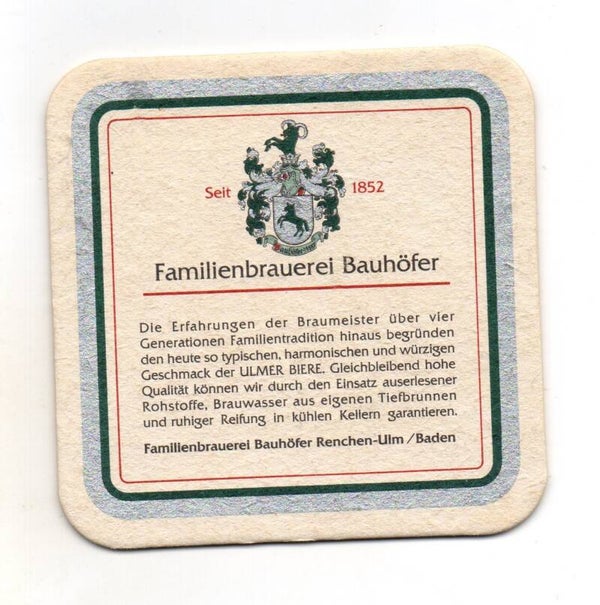 Seit 1852
Familienbrauerei Bauhöfer
Die Erfahrungen der Braumeister über vier
Generationen Familientradition hinaus begründen
den heute so typischen, harmonischen und würzigen
Geschmack der ULMER BIERE. Gleichbleibend hohe
Qualität können wir durch den Einsatz auserlesener
Rohstoffe, Brauwasser aus eigenen Tiefbrunnen
und ruhiger Reifung in kühlen Kellern garantieren.
Familienbrauerei Bauhöfer Renchen-Ulm /Baden